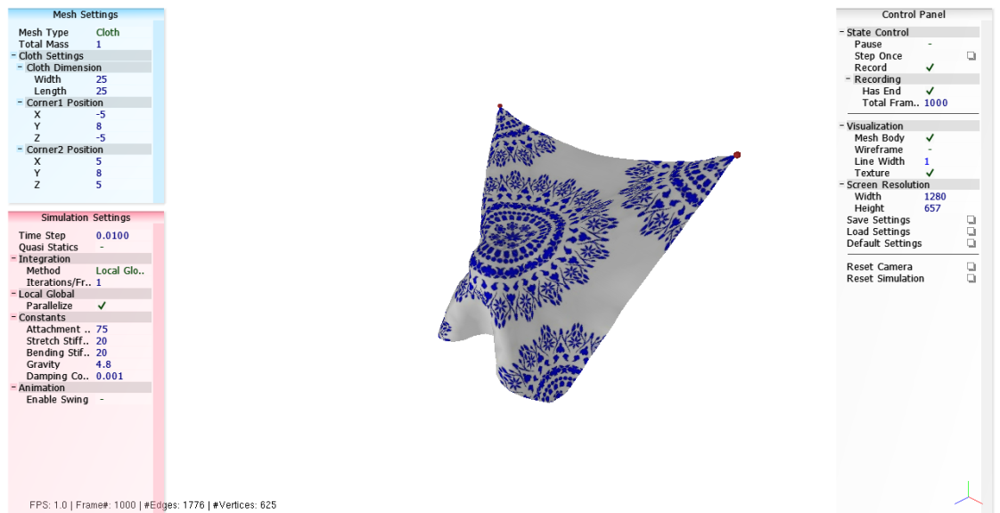 Mesh Settings
Mesh Type Cloth
Total Mass 1
Cloth Settings
Cloth Dimension
Width 25
Length 25
Corner1 Position
X -5
Y 8
Z -5
Corner2 Position
X 5
Y 8
Z 5
Simulation Settings
Time Step 0.0100
Quasi Statics -
Integration
Method Local Glo..
Iterations/Fr.. 1
Local Global
Parallelize
Constants
Attachment .. 75
Stretch Stiff.. 20
Bending Stif.. 20
Gravity 4.8
Damping Co.. 0.001
Animation
Enable Swing -
FPS: 1.0 | Frame#: 1000 | #Edges: 1776 | #Vertices: 625
Control Panel
State Control
Pause -
Step Once
Record
Recording
Has End
Total Fram.. 1000
Visualization
Mesh Body
Wireframe -
Line Width 1
Texture
Screen Resolution
Width 1280
Height 657
Save Settings
Load Settings
Default Settings
Reset Camera
Reset Simulation